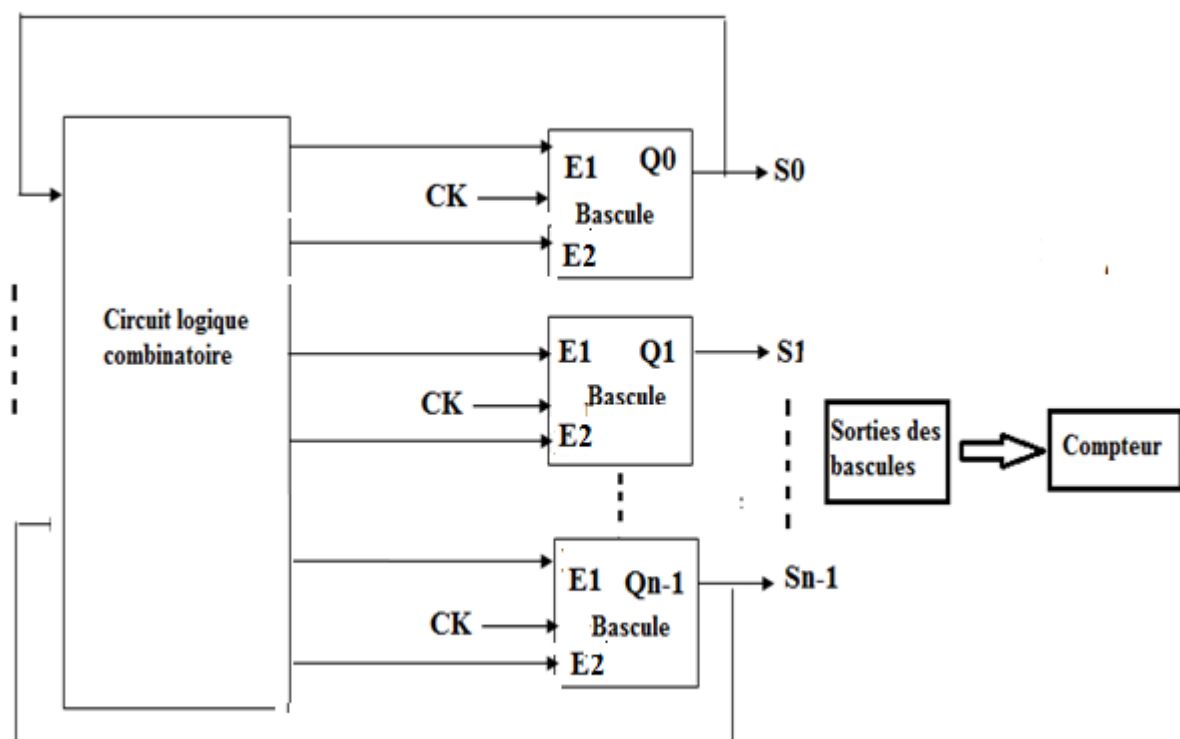 E1 Q0
S0
CK
Bascule
E2
Circuit logique
combinatoire
E1 Q1
S1
Bascule
CK
E2
Sorties des
bascules
Compteur
E1 Qn-1
Sn-1
CK
Bascule
E2